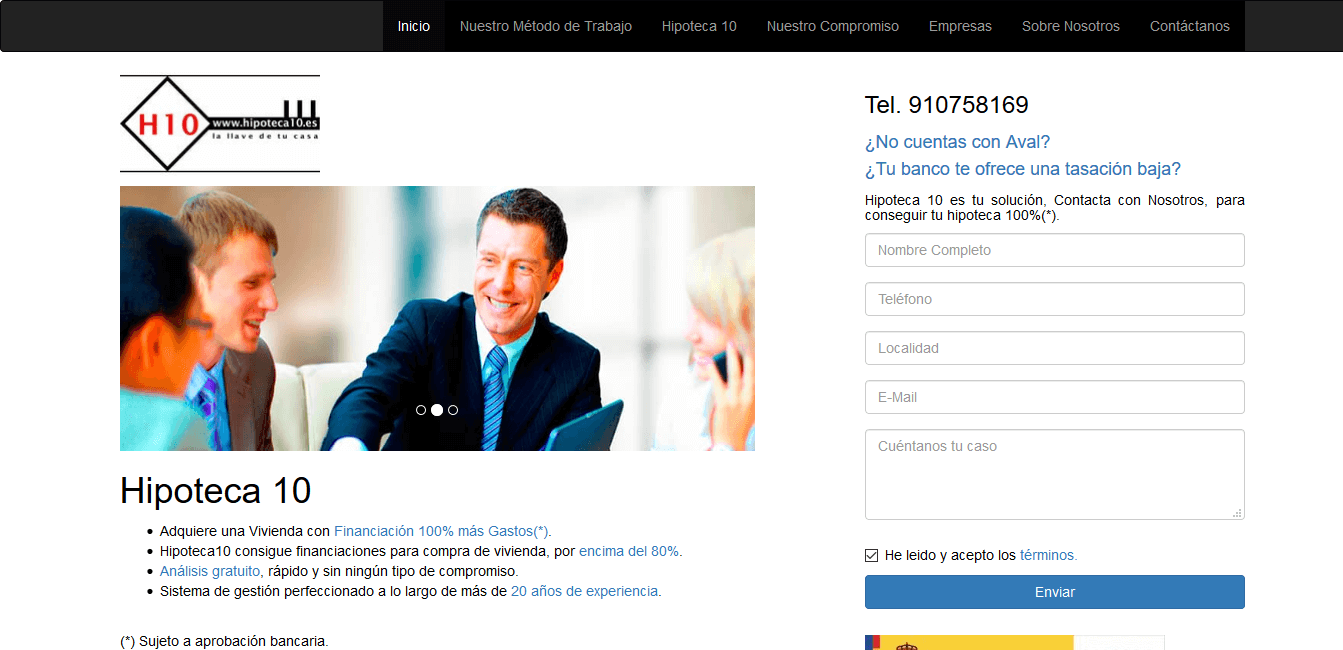 Inicio
Nuestro Método de Trabajo
Hipoteca 10
Nuestro Compromiso
Empresas
Sobre Nosotros
Contáctanos
H10
www.hipoteca10.es
la llave de tu casa
Hipoteca 10
Adquiere una Vivienda con Financiación 100% más Gastos(*).
Hipoteca10 consigue financiaciones para compra de vivienda, por encima del 80%.
Análisis gratuito, rápido y sin ningún tipo de compromiso.
Sistema de gestión perfeccionado a lo largo de más de 20 años de experiencia.
(*) Sujeto a aprobación bancaria.
Tel. 910758169
¿No cuentas con Aval?
¿Tu banco te ofrece una tasación baja?
Hipoteca 10 es tu solución, Contacta con Nosotros, para
conseguir tu hipoteca 100%(*).
Nombre Completo
Teléfono
Localidad
E-Mail
Cuéntanos tu caso
He leido y acepto los términos.
Enviar